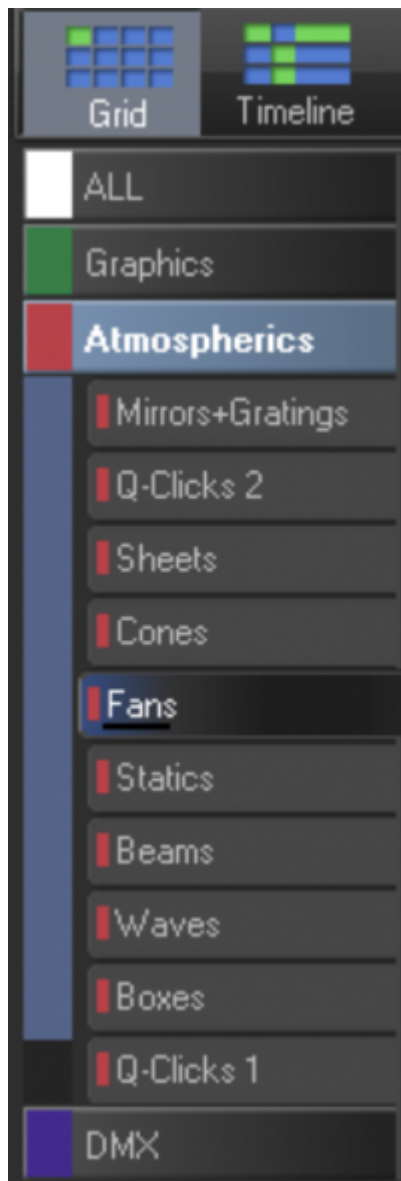 Grid Timeline
ALL
Graphics
Atmospherics
Mirrors+Gratings
Q-Clicks 2
Sheets
Cones
Fans
Statics
Beams
Waves
Boxes
Q-Clicks 1
DMX